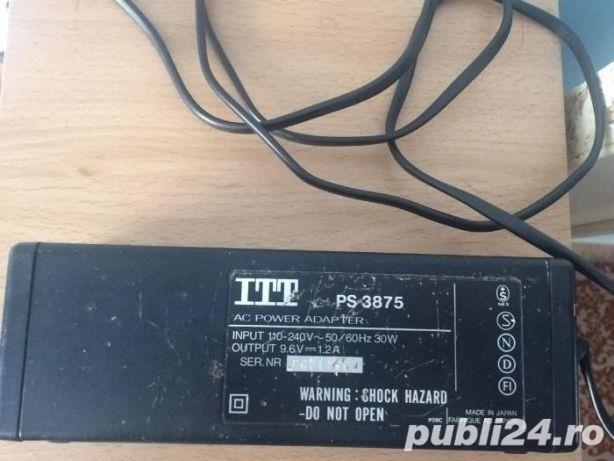 ITT PS 3875
AC POWER ADAPTER
INPUT 110-240V~50/60Hz 30W
OUTPUT 9.6V⎓1.2A
SER.NR
WARNING: SHOCK HAZARD
-DO NOT OPEN
S
N
D
FI
MADE IN JAPAN
publi24.ro